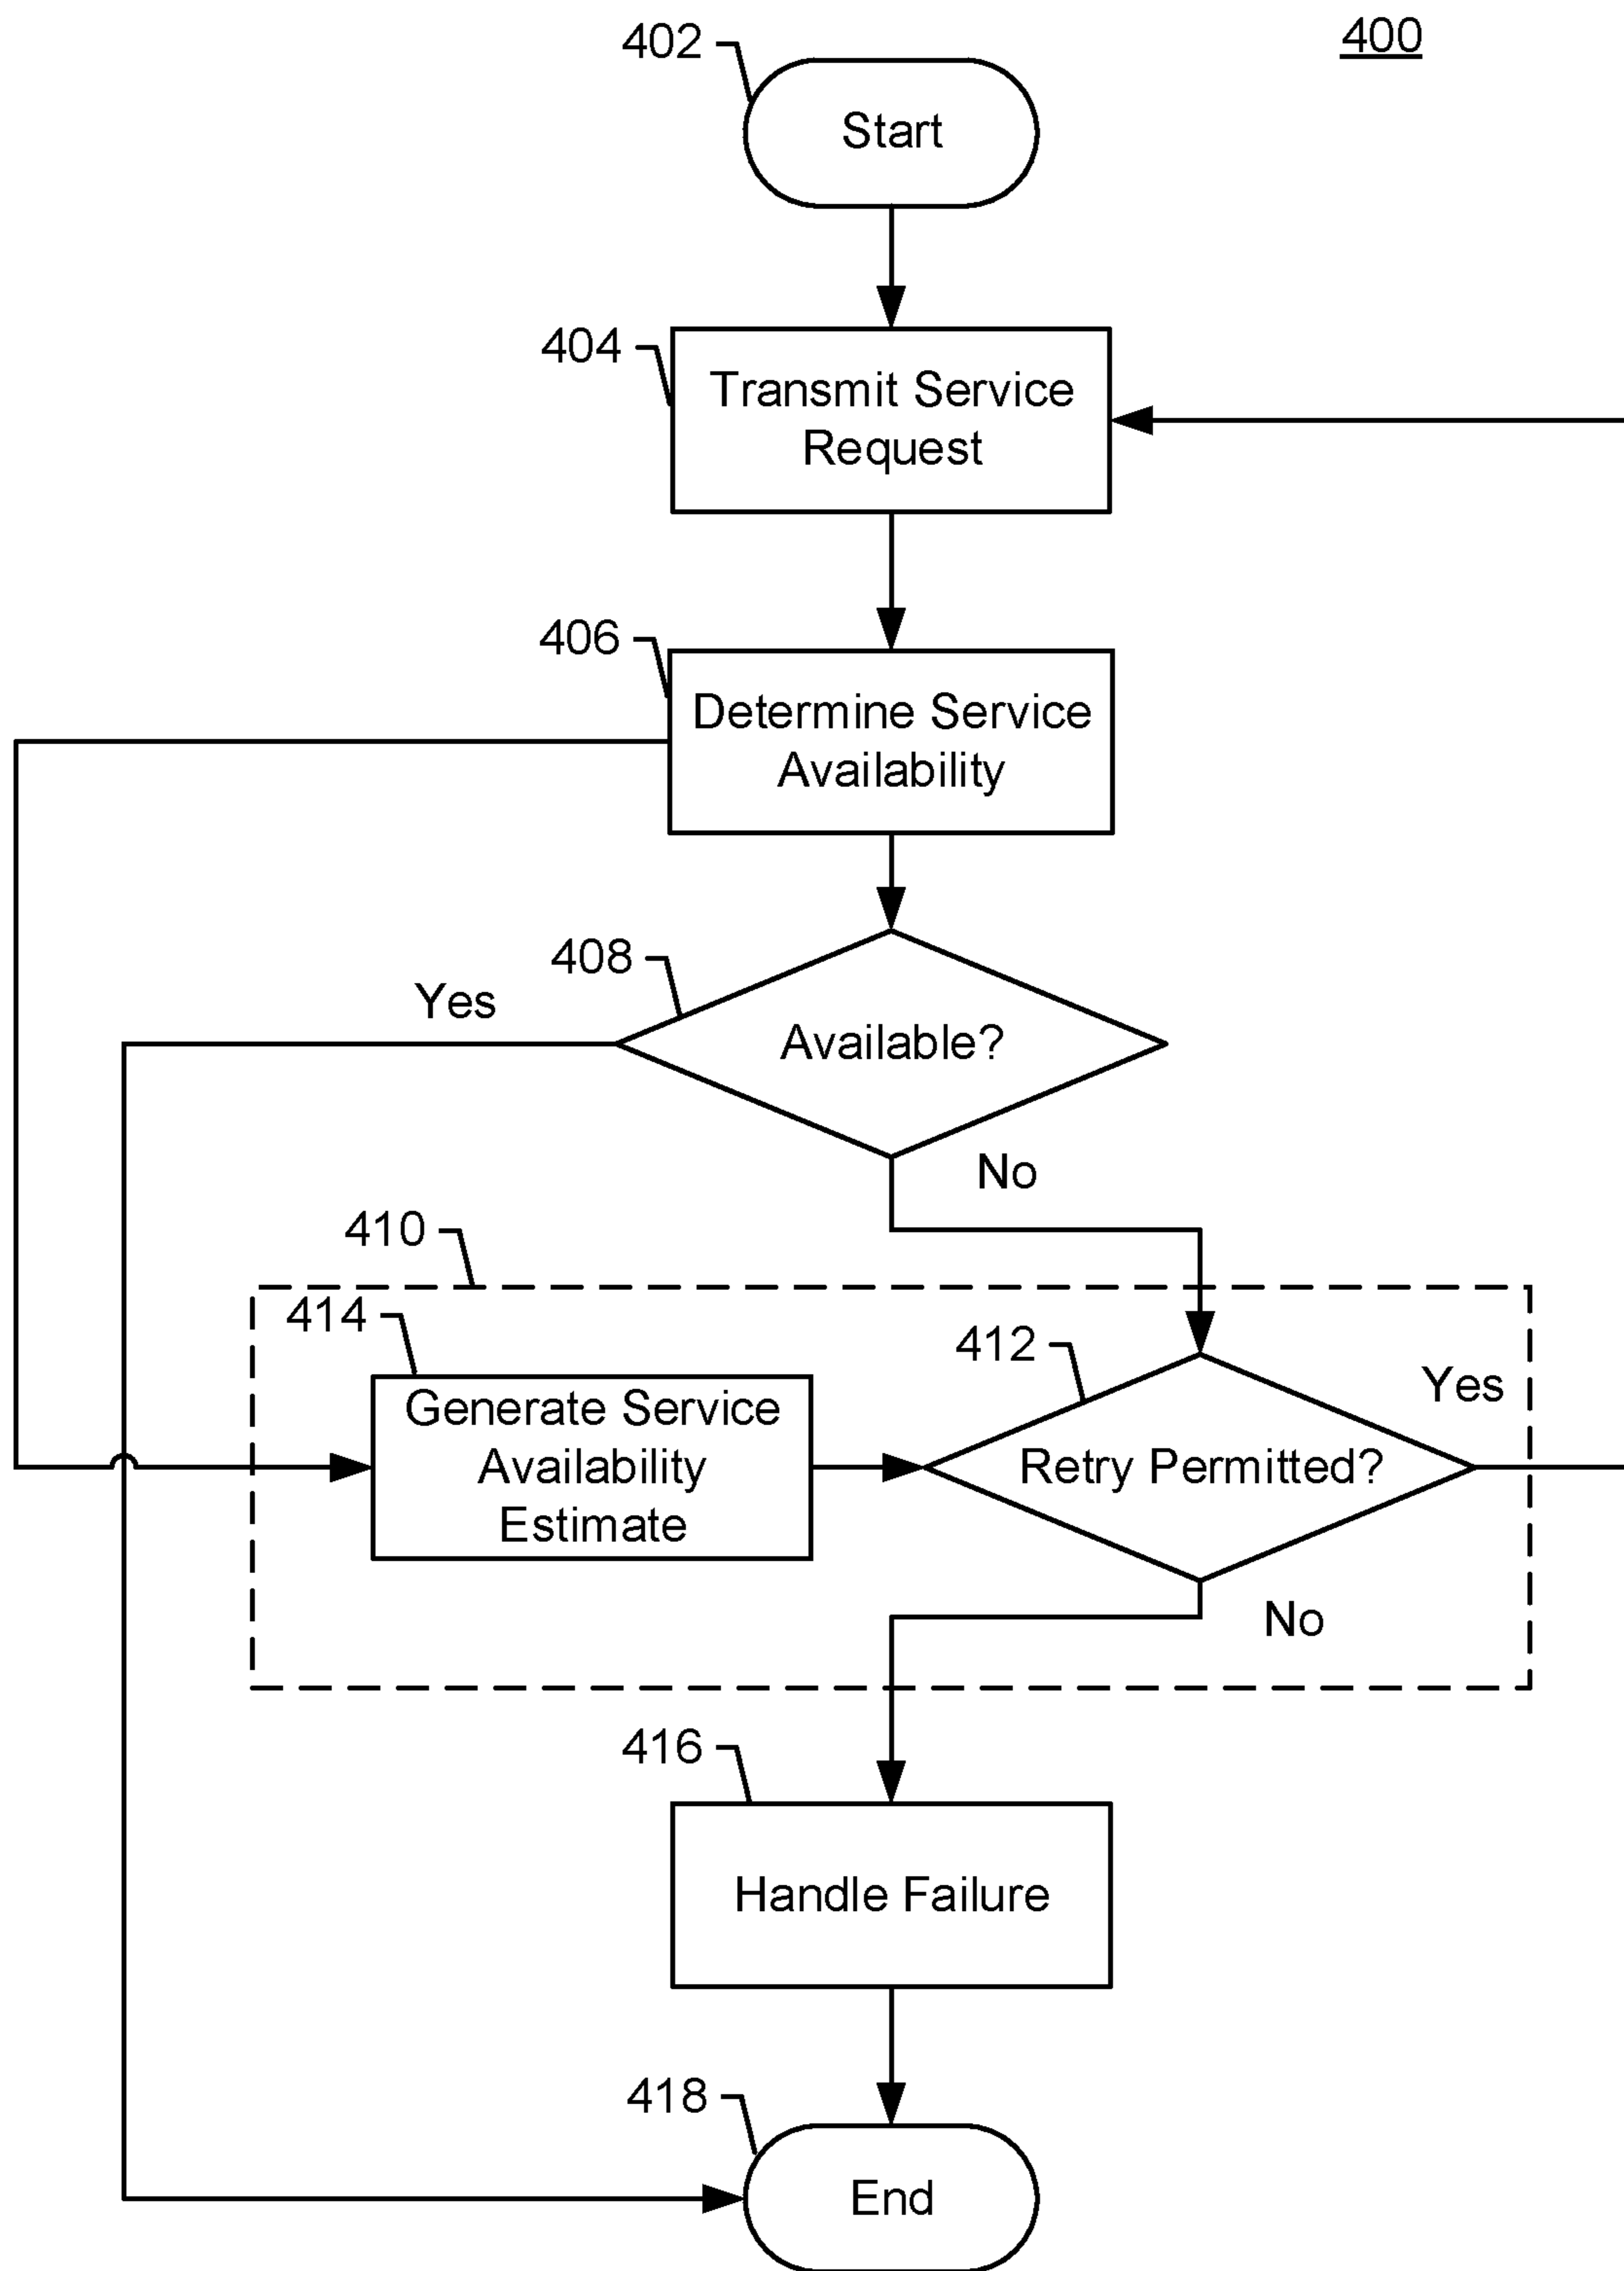 400
402
Start
404
Transmit Service
Request
406
Determine Service
Availability
408
Yes
Available?
No
410
414
412
Yes
Generate Service
Availability
Estimate
Retry Permitted?
No
416
Handle Failure
418
End